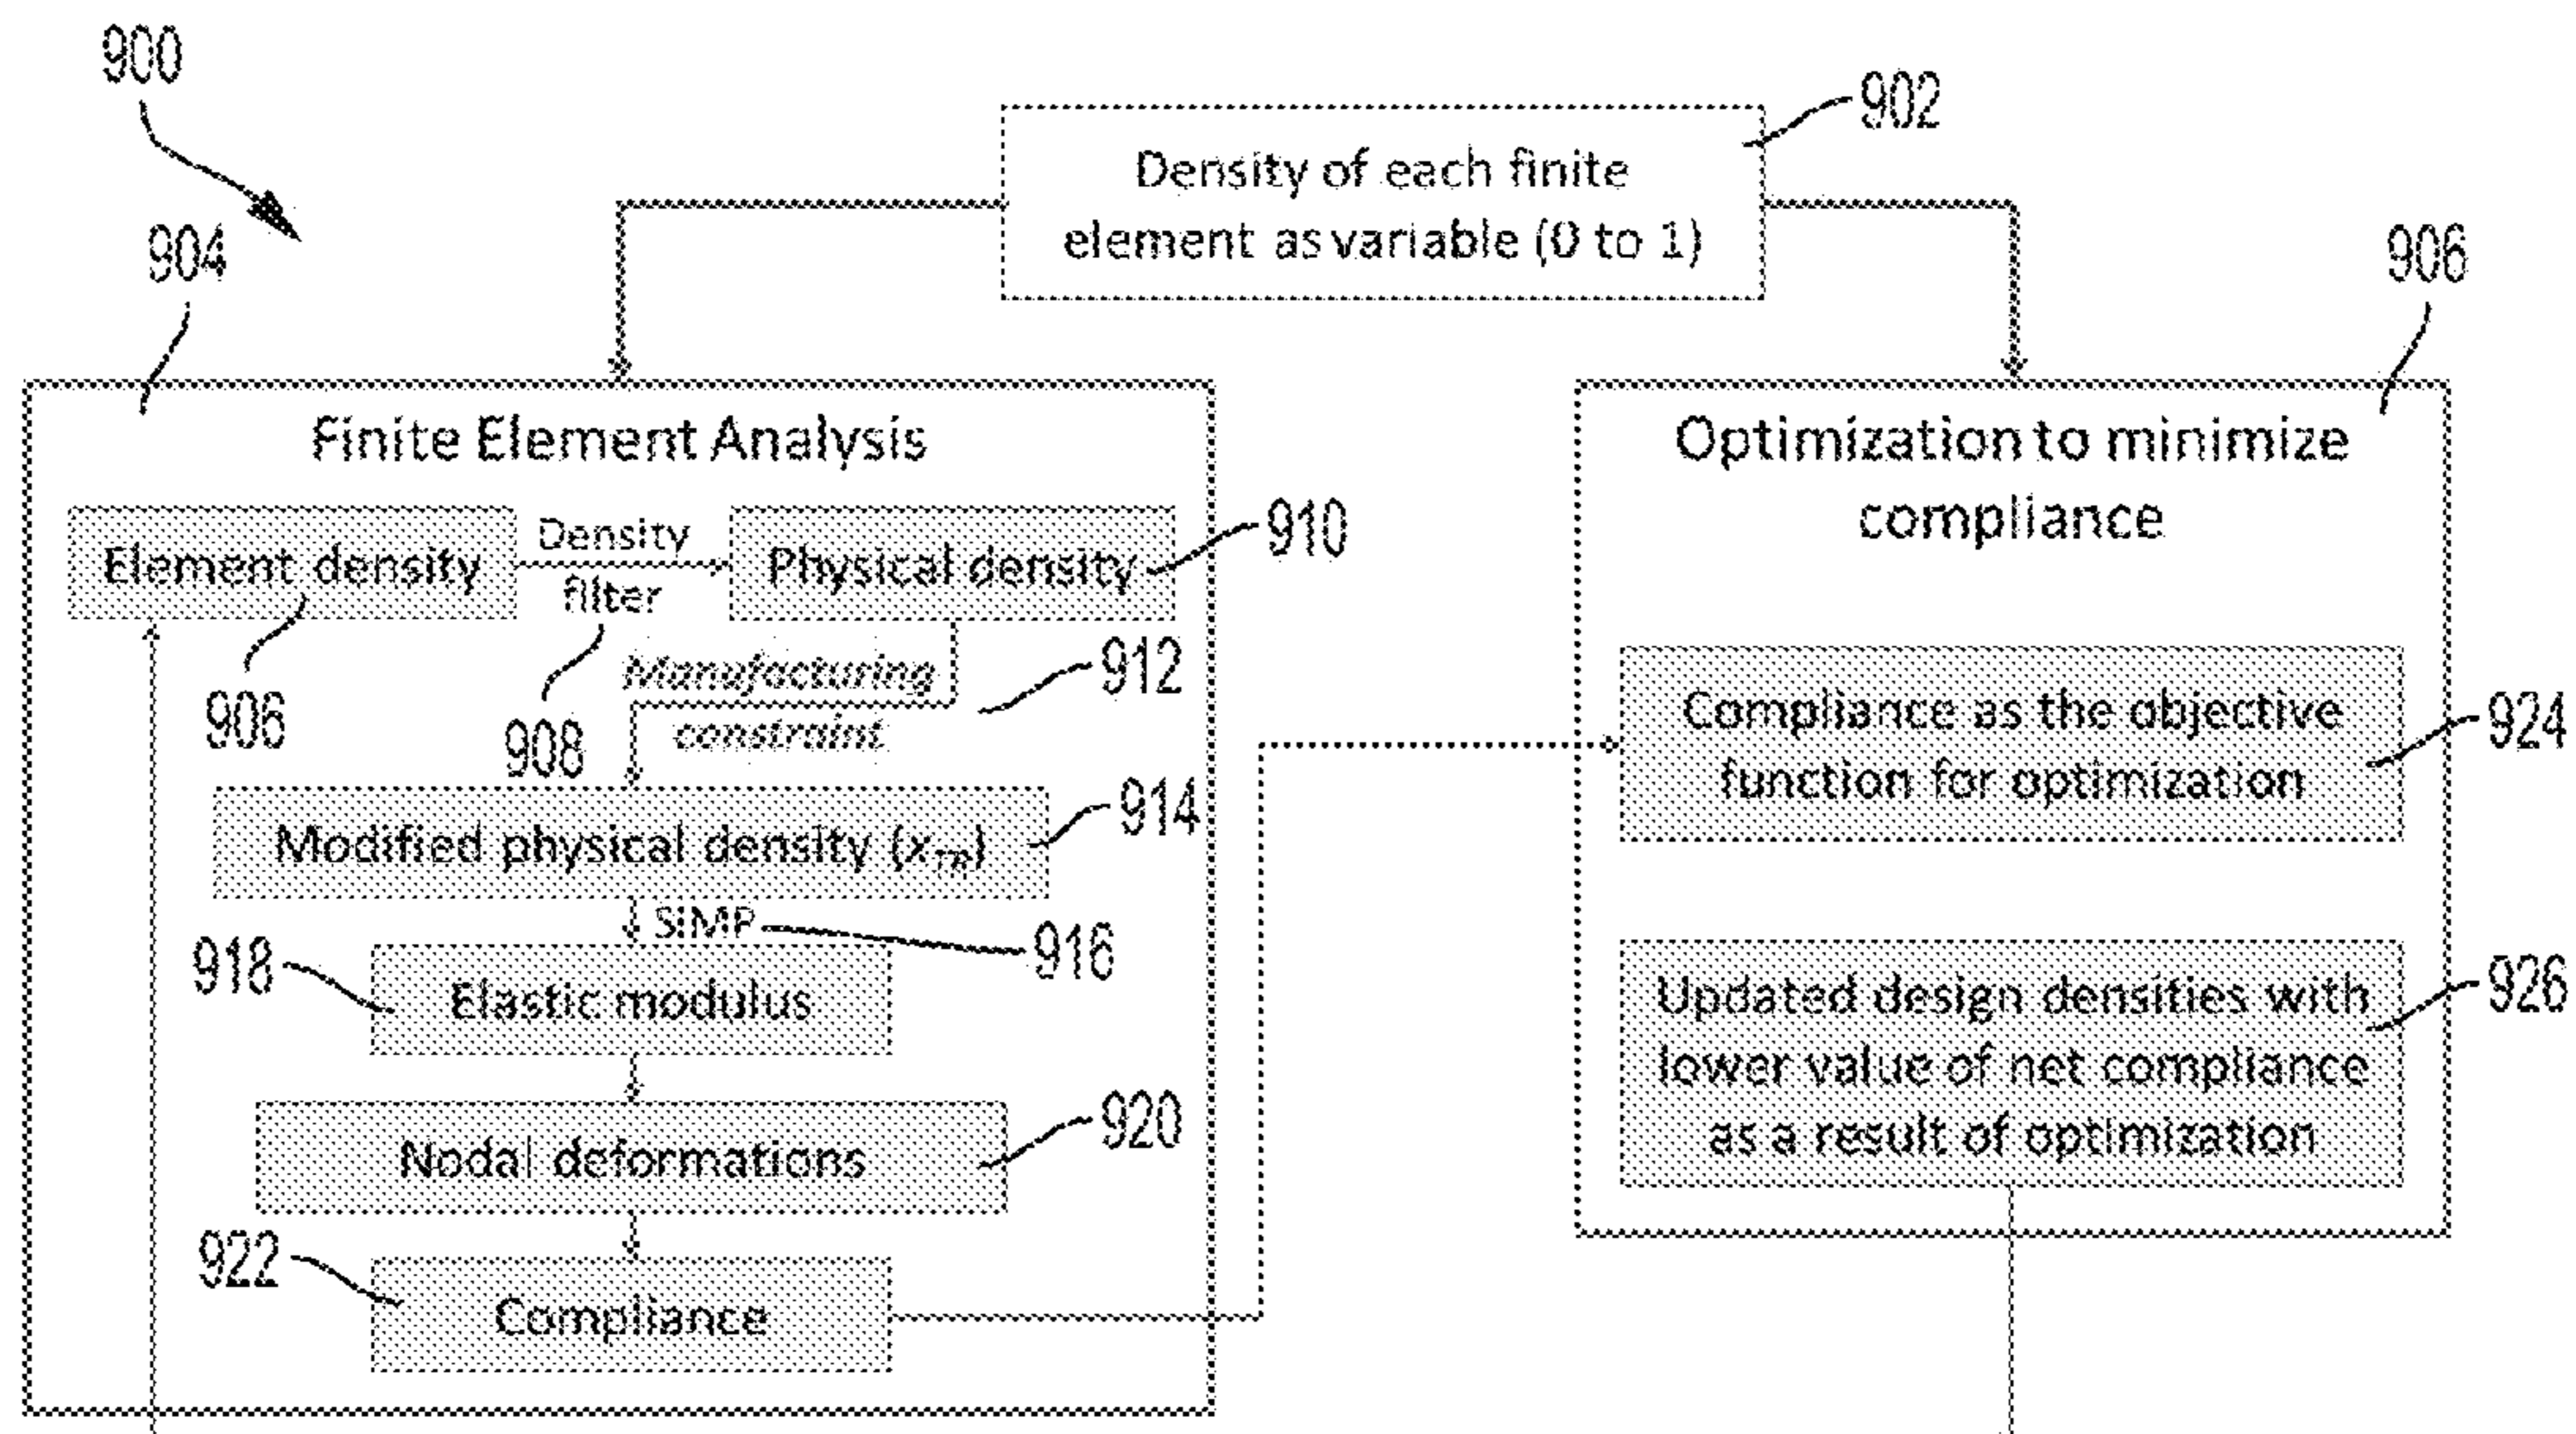 900
902
Density of each finite
element as variable (0 to 1)
904
906
Finite Element Analysis
Optimization to minimize
compliance
Element density
Density
filter
Physical density
910
906
908
Manufacturing
constraint
912
Compliance as the objective
function for optimization
924
Modified physical density (xTR)
914
SIMP
916
918
Elastic modulus
Updated design densities with
lower value of net compliance
as a result of optimization
926
Nodal deformations
920
922
Compliance